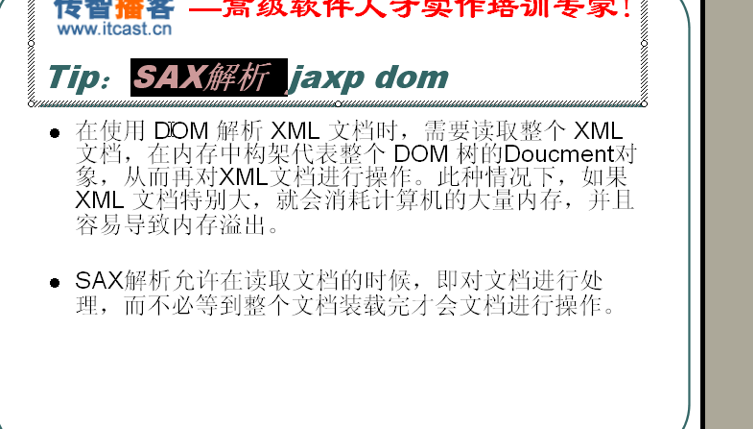 传智播客 —高级软件人才实作培训专家!
www.itcast.cn
Tip：SAX解析 jaxp dom
● 在使用 DOM 解析 XML 文档时，需要读取整个 XML
文档，在内存中构架代表整个 DOM 树的Doucment对
象，从而再对XML文档进行操作。此种情况下，如果
XML 文档特别大，就会消耗计算机的大量内存，并且
容易导致内存溢出。
● SAX解析允许在读取文档的时候，即对文档进行处
理，而不必等到整个文档装载完才会文档进行操作。